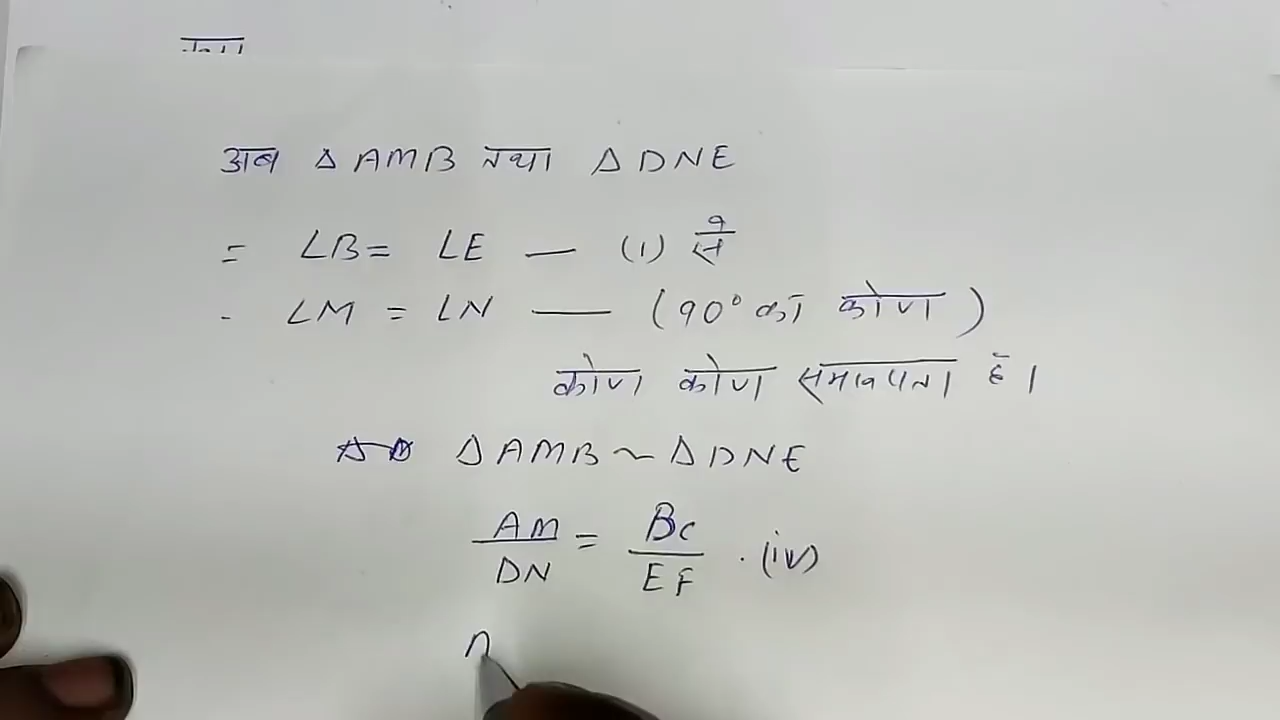 अब Δ AMB तथा Δ DNE
= ∠B = ∠E — (1) से
- ∠M = ∠N — (90° का कोण)
कोण कोण समरूपता है।
Δ AMB ~ Δ DNE
AM/DN = BC/EF . (iv)